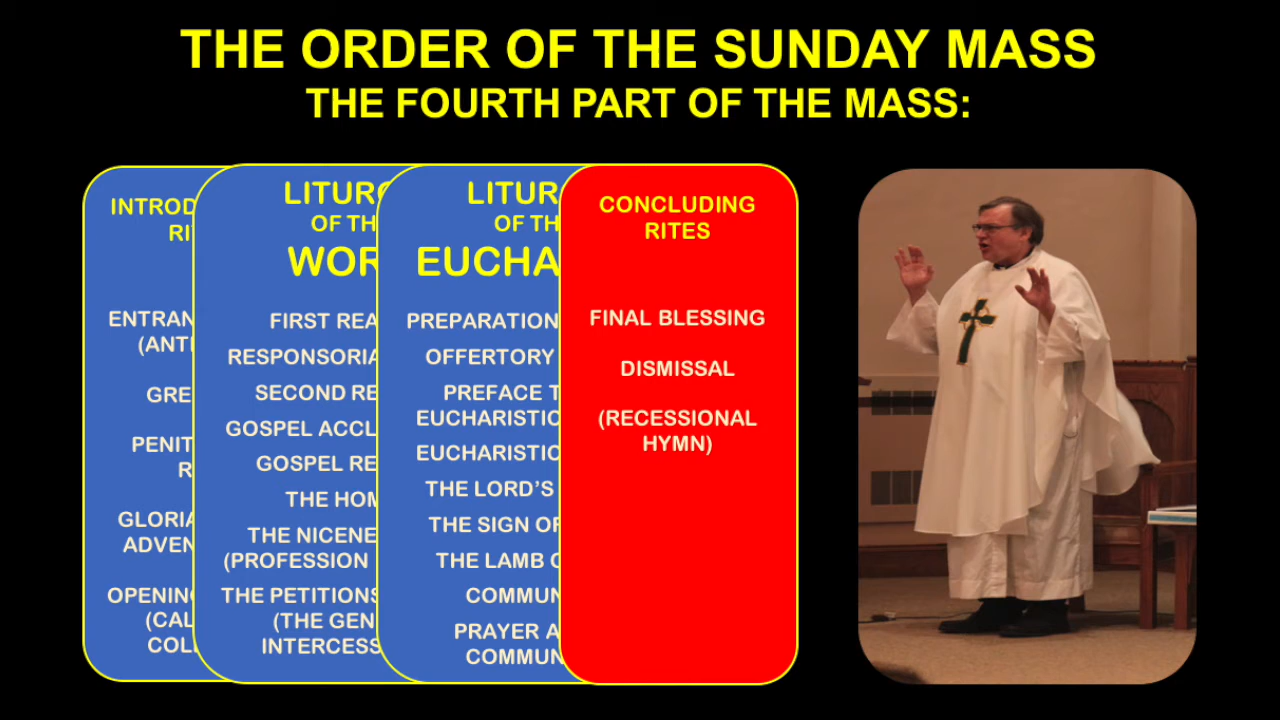 THE ORDER OF THE SUNDAY MASS
THE FOURTH PART OF THE MASS:
INTROD
RI
ENTRAN
(ANTI
GRE
PENIT
R
GLORIA
ADVEN
OPENING
(CAL
COL
LITURG
OF TH
WOR
FIRST REA
RESPONSORIA
SECOND RE
GOSPEL ACCL
GOSPEL RE
THE HOM
THE NICENE
(PROFESSION
THE PETITIONS
(THE GEN
INTERCESS
LITUR
OF TH
EUCHA
PREPARATION
OFFERTORY
PREFACE T
EUCHARISTIC
EUCHARISTIC
THE LORD'S
THE SIGN OF
THE LAMB O
COMMUN
PRAYER A
COMMUN
CONCLUDING
RITES
FINAL BLESSING
DISMISSAL
(RECESSIONAL
HYMN)